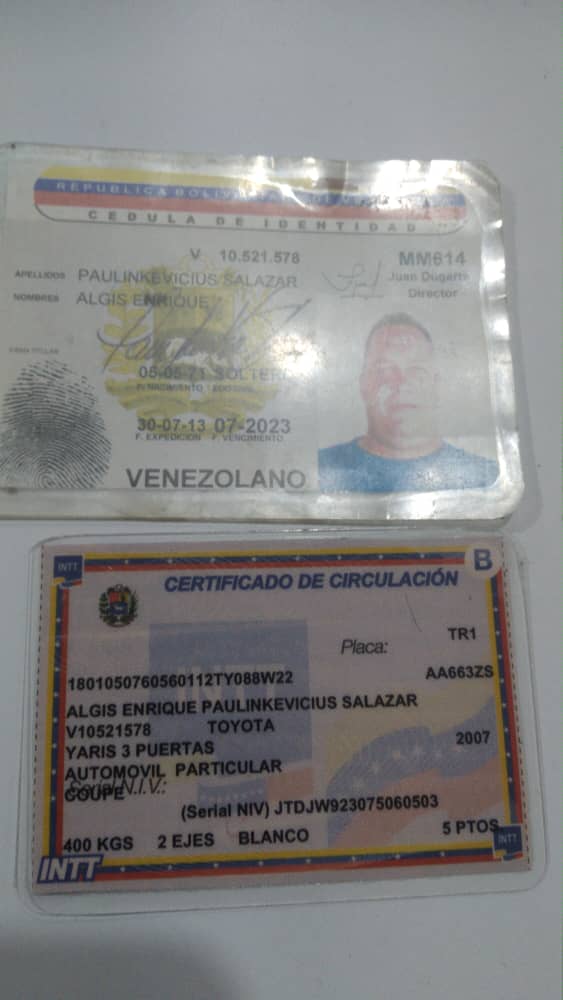 REPUBLICA BOLIVARIANA DE VENEZUELA
CEDULA DE IDENTIDAD
V 10.521.578
MM614
APELLIDOS PAULINKEVICIUS SALAZAR
Juan Dugarte
Director
NOMBRES ALGIS ENRIQUE
FIRMA TITULAR
05-05-71 SOLTERO
F. NACIMIENTO
30-07-13 07-2023
F. EXPEDICION F. VENCIMIENTO
VENEZOLANO
INTT
B
CERTIFICADO DE CIRCULACIÓN
TR1
Placa:
AA663ZS
1801050760560112TY088W22
ALGIS ENRIQUE PAULINKEVICIUS SALAZAR
V10521578 TOYOTA
2007
YARIS 3 PUERTAS
AUTOMOVIL PARTICULAR
Serial N.I.V.:
COUPE
(Serial NIV) JTDJW923075060503
400 KGS 2 EJES BLANCO 5 PTOS
INTT
INTT